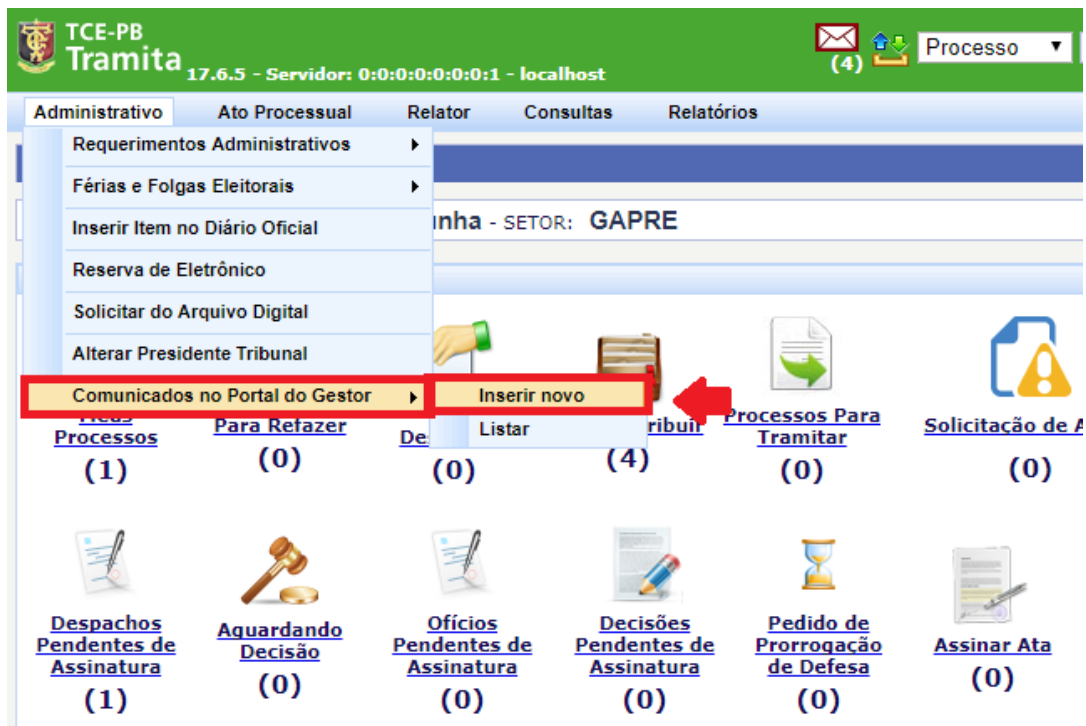 TCE-PB
Tramita 17.6.5 - Servidor: 0:0:0:0:0:0:0:1 - localhost
(4)
Processo
Administrativo Ato Processual Relator Consultas Relatórios
Requerimentos Administrativos
Férias e Folgas Eleitorais
Inserir Item no Diário Oficial
- SETOR: GAPRE
Reserva de Eletrônico
Solicitar do Arquivo Digital
Alterar Presidente Tribunal
Comunicados no Portal do Gestor
Inserir novo
Listar
Processos
(1)
Para Refazer
(0)
(0)
(4)
Processos Para
Tramitar
(0)
Solicitação de
(0)
Despachos
Pendentes de
Assinatura
(1)
Aguardando
Decisão
(0)
Ofícios
Pendentes de
Assinatura
(0)
Decisões
Pendentes de
Assinatura
(0)
Pedido de
Prorrogação
de Defesa
(0)
Assinar Ata
(0)